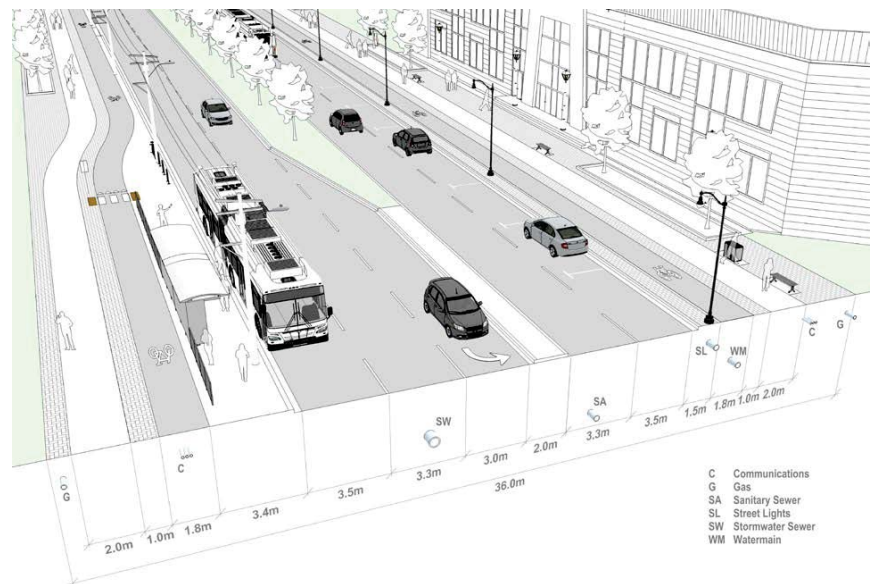 C
G
SL
WM
SA
SW
C
G
2.0m
1.0m
1.8m
3.4m
3.5m
3.3m
3.0m
2.0m
3.3m
3.5m
1.5m
1.8m
1.0m
2.0m
36.0m
C Communications
G Gas
SA Sanitary Sewer
SL Street Lights
SW Stormwater Sewer
WM Watermain